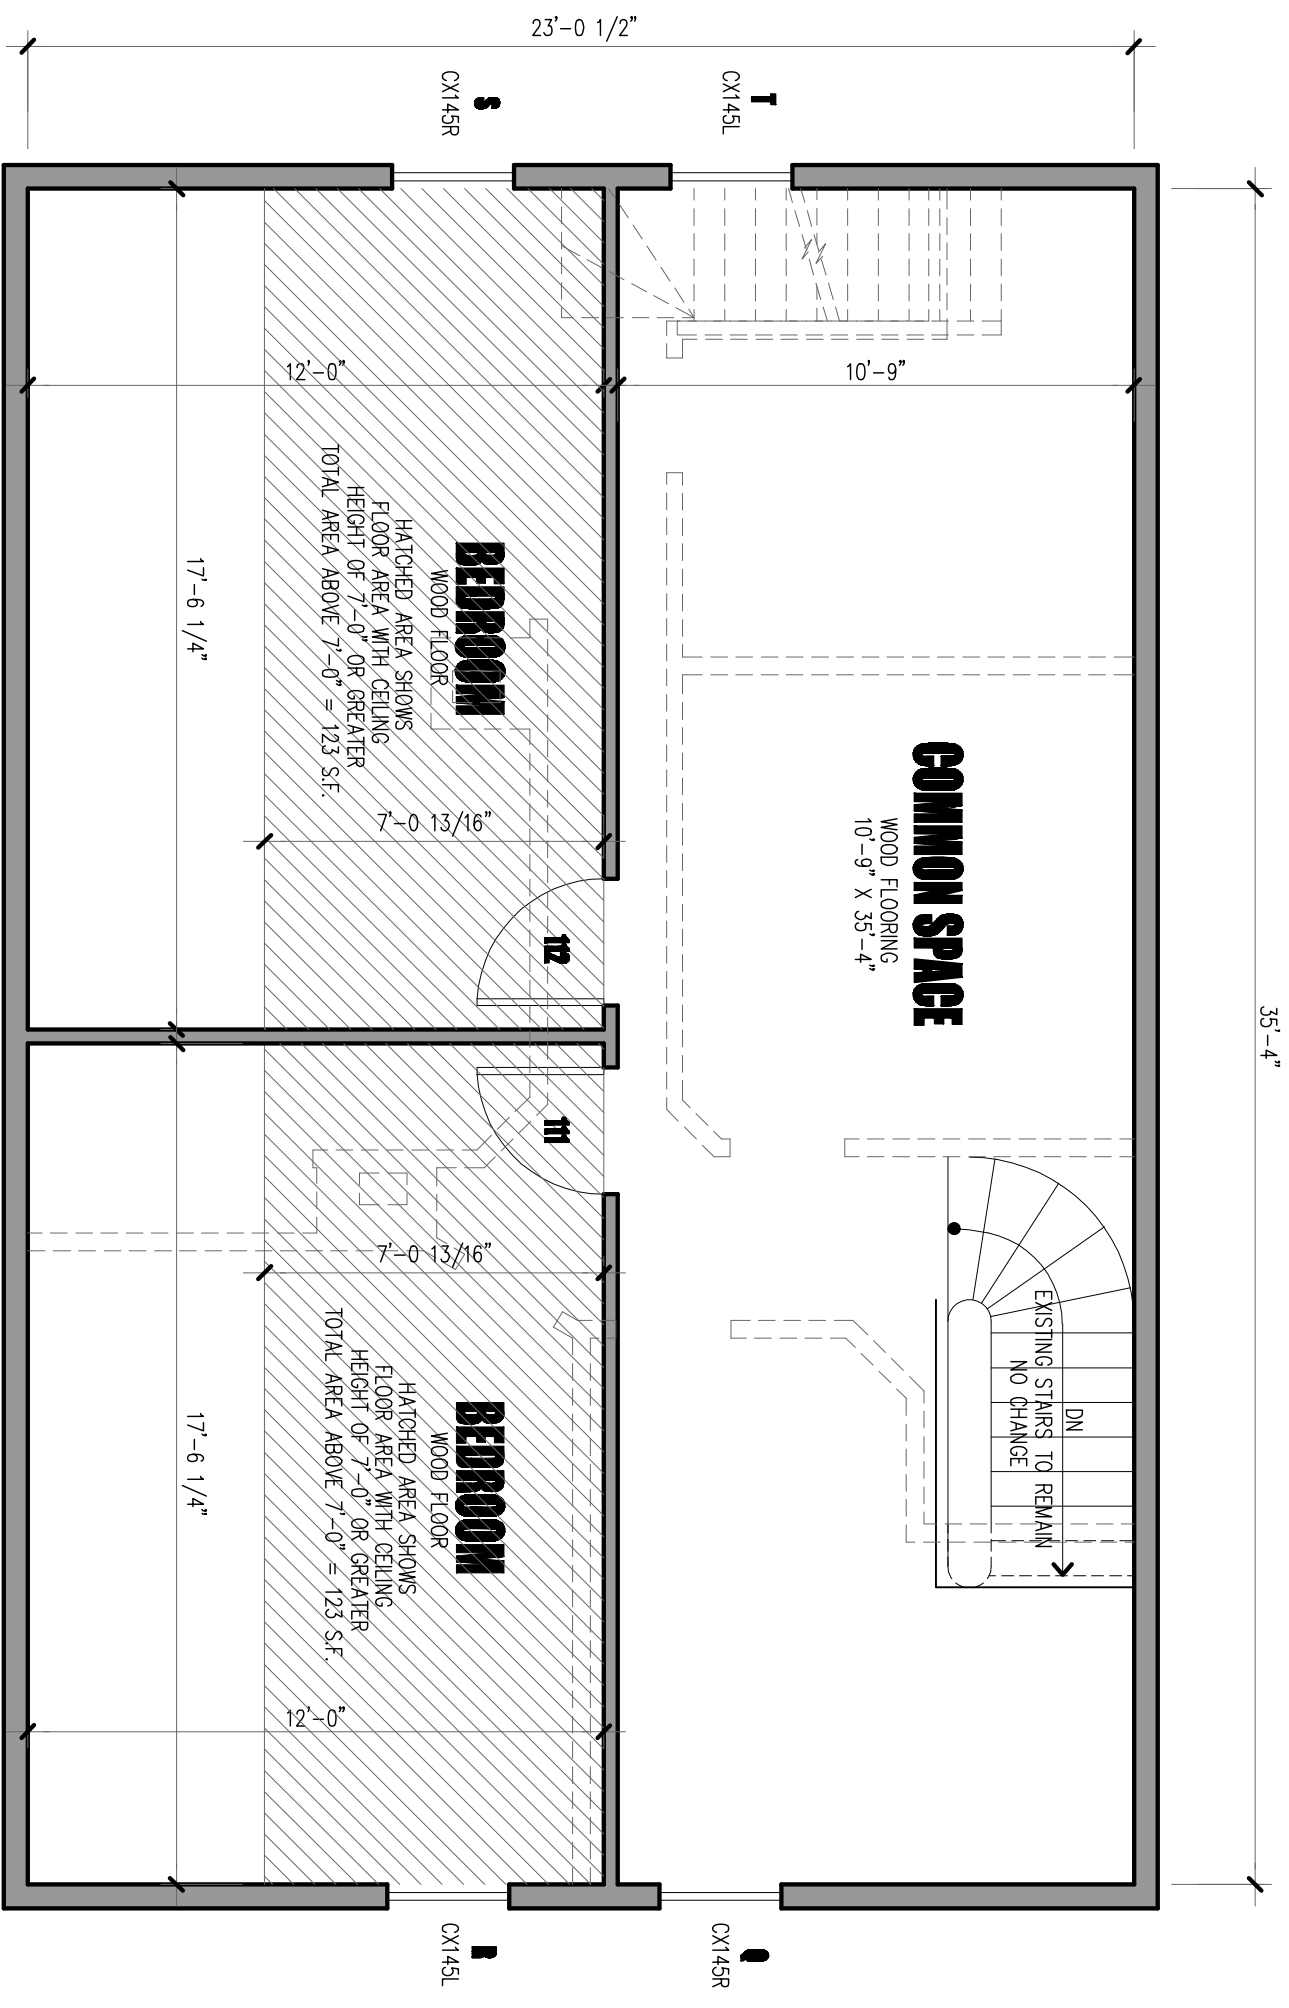 35'-4"
23'-0 1/2"
T
CX145L
S
CX145R
Q
CX145R
R
CX145L
COMMON SPACE
WOOD FLOORING
10'-9" X 35'-4"
10'-9"
DN
EXISTING STAIRS TO REMAIN
NO CHANGE
BEDROOM
WOOD FLOOR
HATCHED AREA SHOWS
FLOOR AREA WITH CEILING
HEIGHT OF 7'-0" OR GREATER
TOTAL AREA ABOVE 7'-0" = 123 S.F.
12'-0"
7'-0 13/16"
17'-6 1/4"
112
111
BEDROOM
WOOD FLOOR
HATCHED AREA SHOWS
FLOOR AREA WITH CEILING
HEIGHT OF 7'-0" OR GREATER
TOTAL AREA ABOVE 7'-0" = 123 S.F.
7'-0 13/16"
12'-0"
17'-6 1/4"